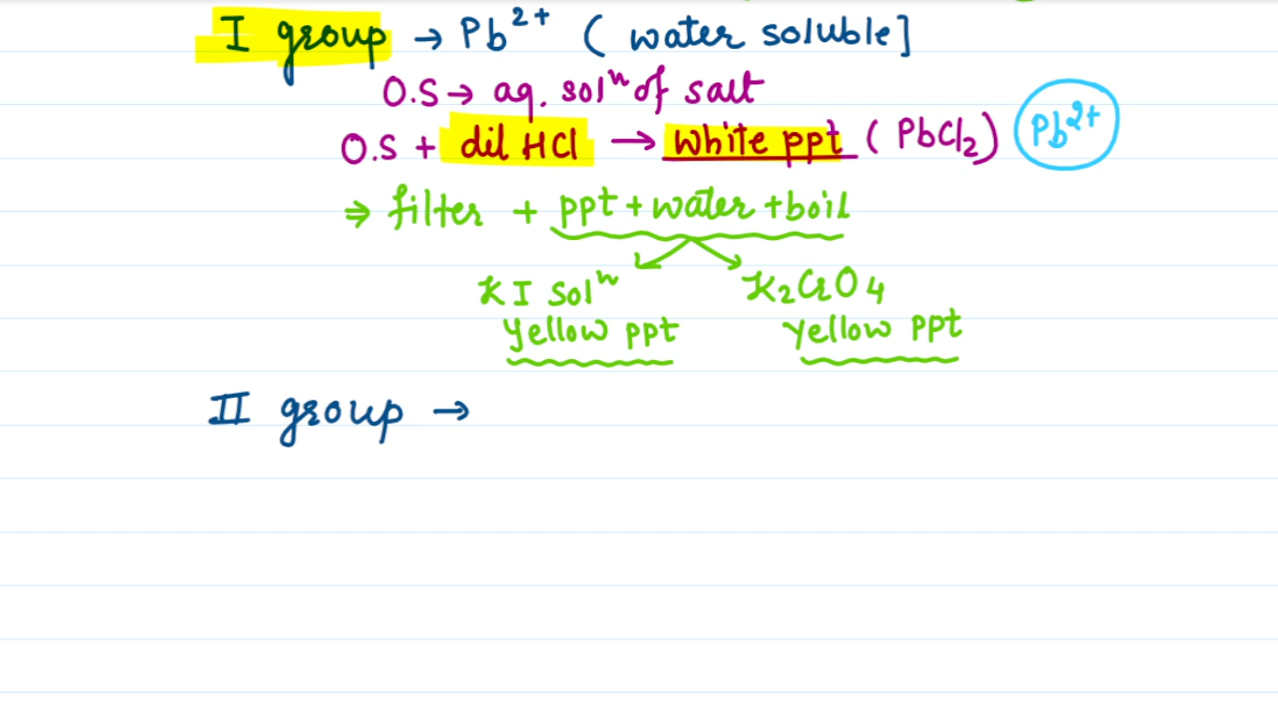 I group → Pb²⁺ ( water soluble]
O.S → aq. solⁿ of salt
O.S + dil HCl → white ppt ( PbCl₂) Pb²⁺
⇒ filter + ppt + water + boil
KI Solⁿ K₂CrO₄
Yellow ppt Yellow ppt
II group →